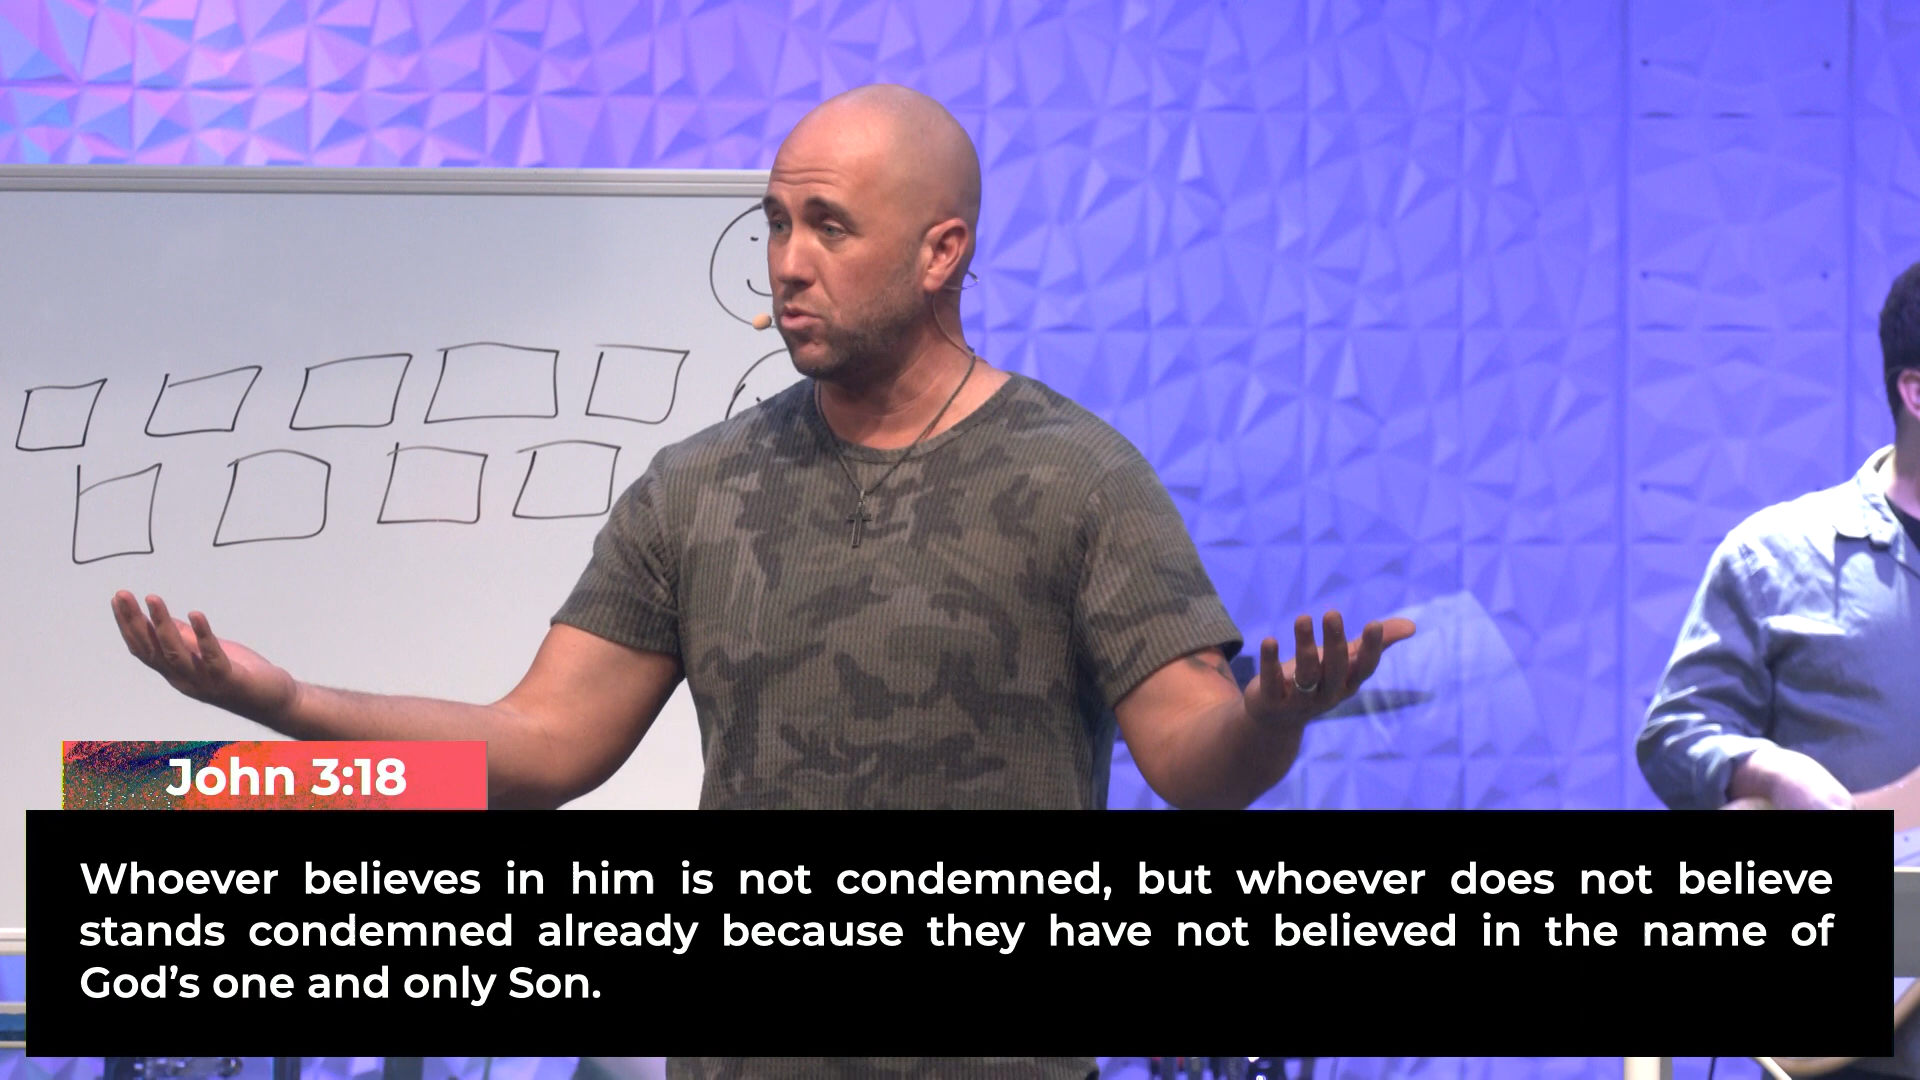 John 3:18
Whoever believes in him is not condemned, but whoever does not believe
stands condemned already because they have not believed in the name of
God’s one and only Son.